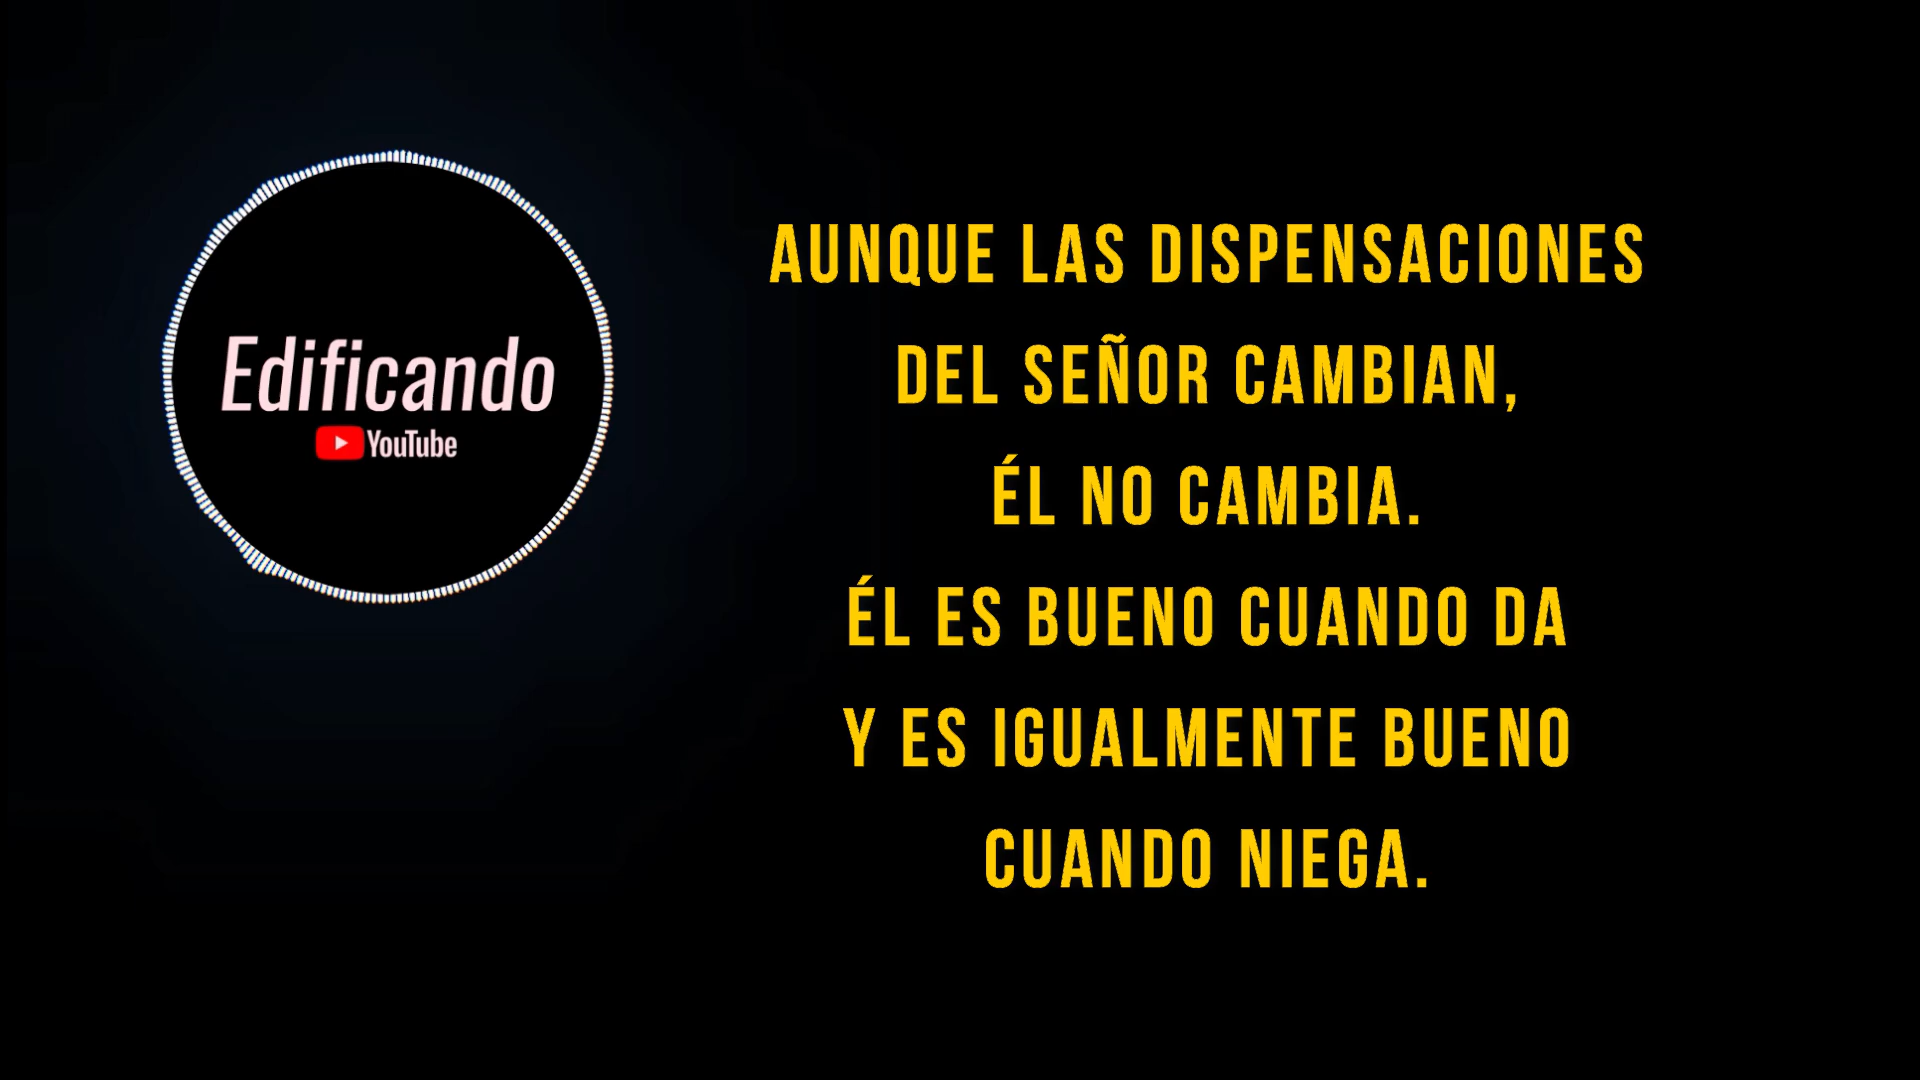 Edificando
YouTube
AUNQUE LAS DISPENSACIONES
DEL SEÑOR CAMBIAN,
ÉL NO CAMBIA.
ÉL ES BUENO CUANDO DA
Y ES IGUALMENTE BUENO
CUANDO NIEGA.